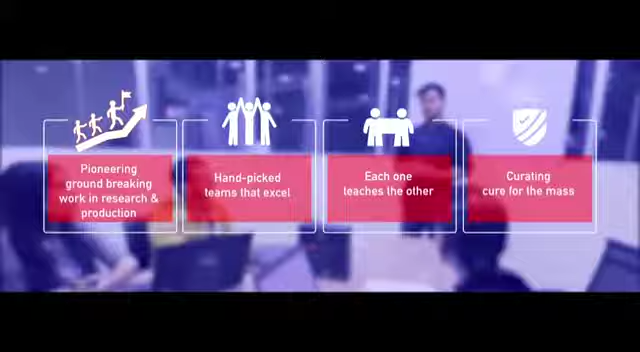 Pioneering
ground breaking
work in research &
production
Hand-picked
teams that excel
Each one
teaches the other
Curating
cure for the mass